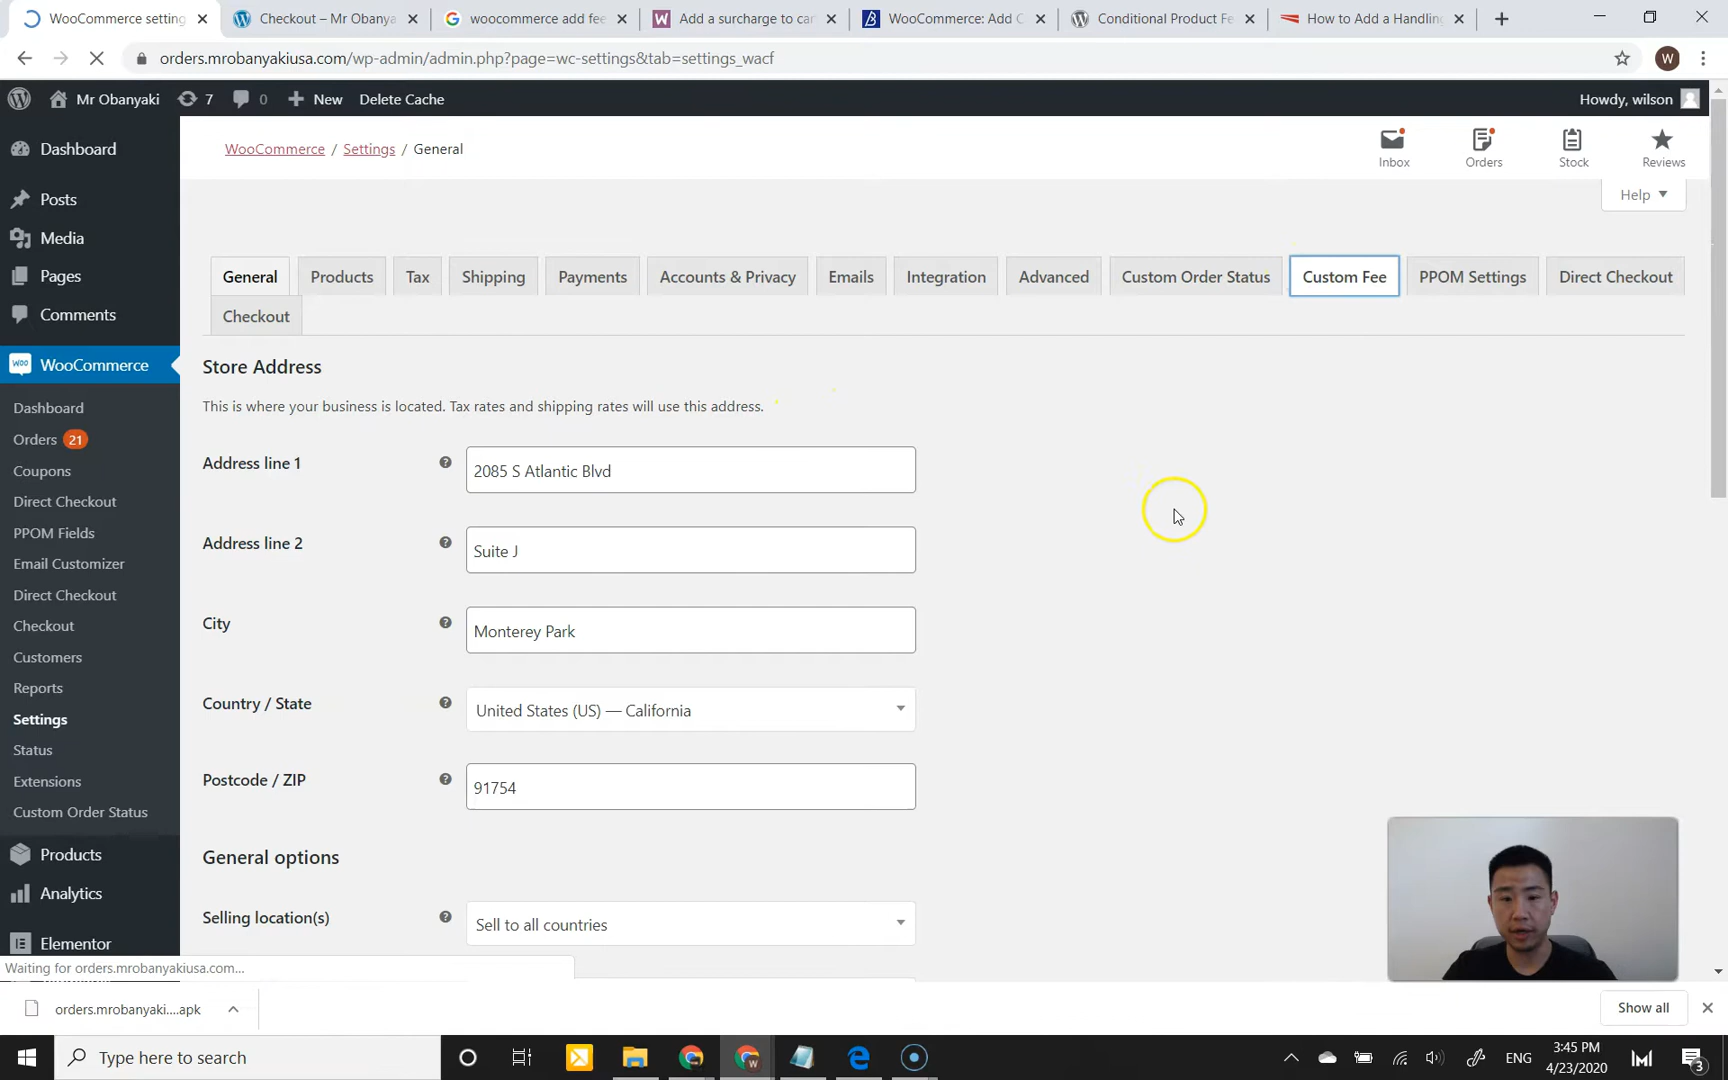 WooCommerce setting
Checkout – Mr Obanya
woocommerce add fee
Add a surcharge to car
WooCommerce: Add C
Conditional Product Fe
How to Add a Handling
orders.mrobanyakiusa.com/wp-admin/admin.php?page=wc-settings&tab=settings_wacf
W
Mr Obanyaki
7
0
New
Delete Cache
Howdy, wilson
Dashboard
Posts
Media
Pages
Comments
WooCommerce
Dashboard
Orders 21
Coupons
Direct Checkout
PPOM Fields
Email Customizer
Direct Checkout
Checkout
Customers
Reports
Settings
Status
Extensions
Custom Order Status
Products
Analytics
Elementor
WooCommerce / Settings / General
Inbox
Orders
Stock
Reviews
Help
General
Products
Tax
Shipping
Payments
Accounts & Privacy
Emails
Integration
Advanced
Custom Order Status
Custom Fee
PPOM Settings
Direct Checkout
Checkout
Store Address
This is where your business is located. Tax rates and shipping rates will use this address.
Address line 1
2085 S Atlantic Blvd
Address line 2
Suite J
City
Monterey Park
Country / State
United States (US) — California
Postcode / ZIP
91754
General options
Selling location(s)
Sell to all countries
Waiting for orders.mrobanyakiusa.com...
orders.mrobanyaki....apk
Show all
Type here to search
ENG
3:45 PM
4/23/2020
3